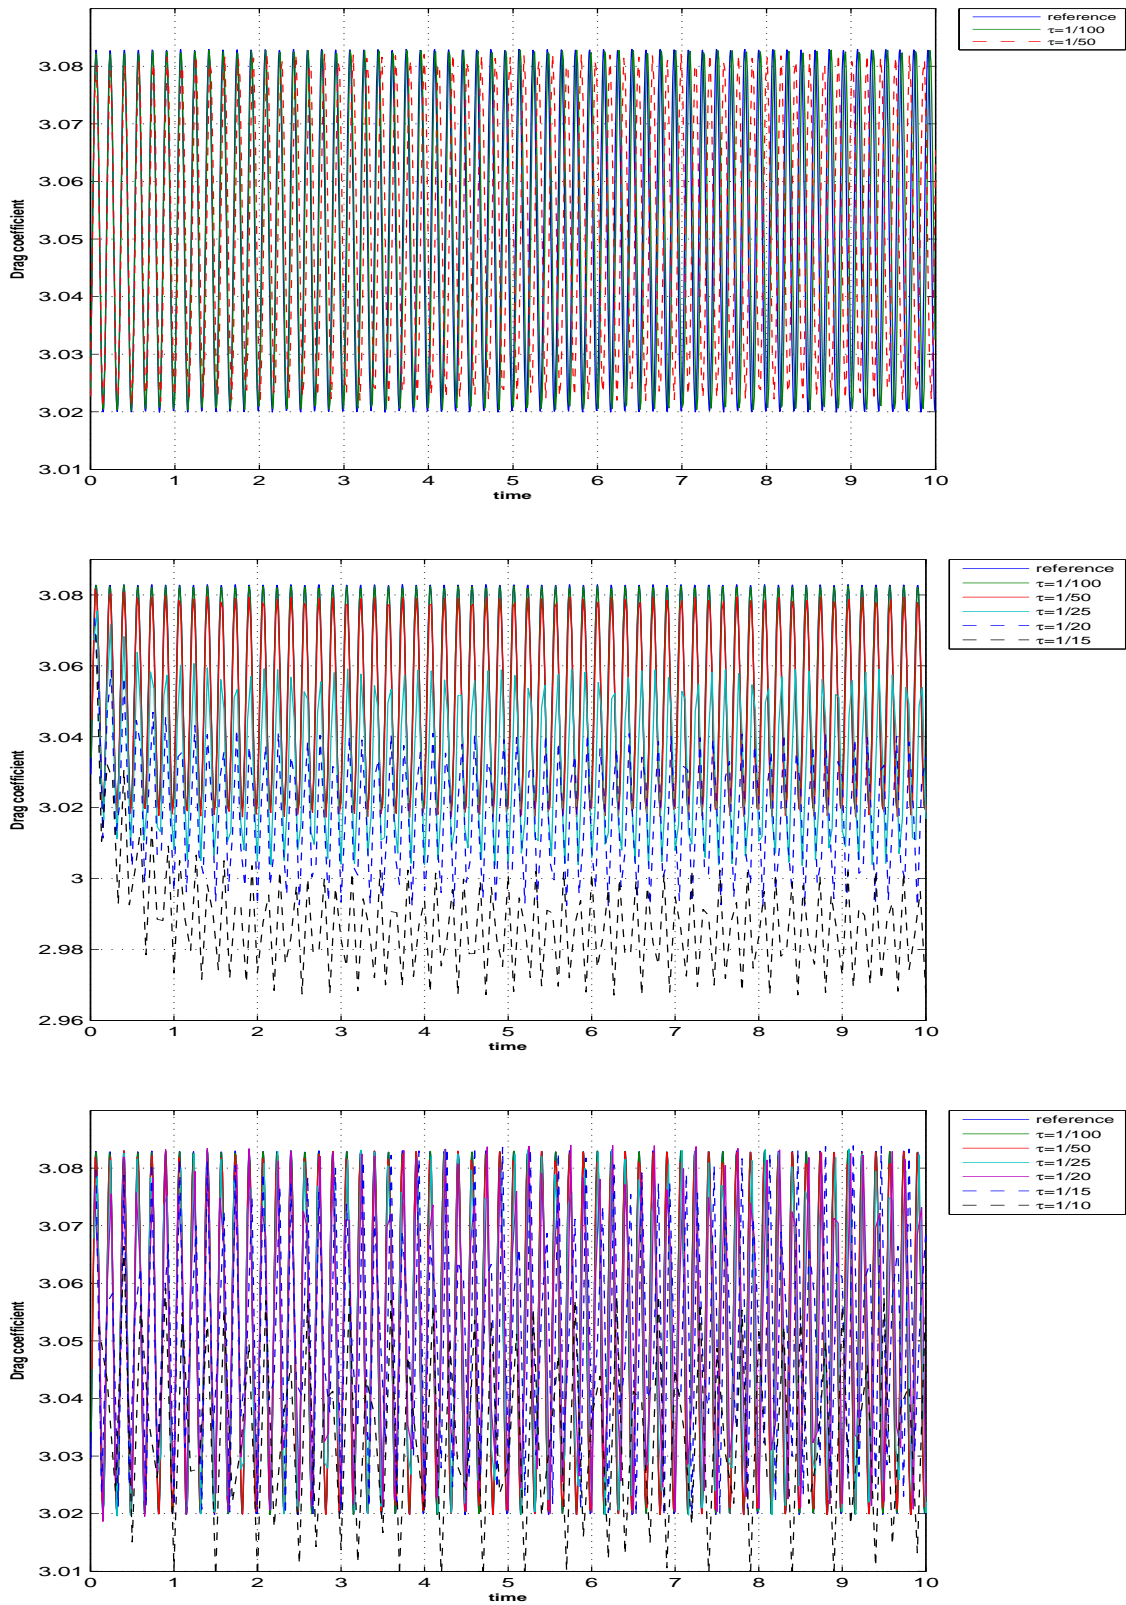 reference
τ=1/100
τ=1/50
3.08
3.07
3.06
3.05
3.04
3.03
3.02
3.01
Drag coefficient
0 1 2 3 4 5 6 7 8 9 10
time
reference
τ=1/100
τ=1/50
τ=1/25
τ=1/20
τ=1/15
3.08
3.06
3.04
3.02
3
2.98
2.96
Drag coefficient
0 1 2 3 4 5 6 7 8 9 10
time
reference
τ=1/100
τ=1/50
τ=1/25
τ=1/20
τ=1/15
τ=1/10
3.08
3.07
3.06
3.05
3.04
3.03
3.02
3.01
Drag coefficient
0 1 2 3 4 5 6 7 8 9 10
time